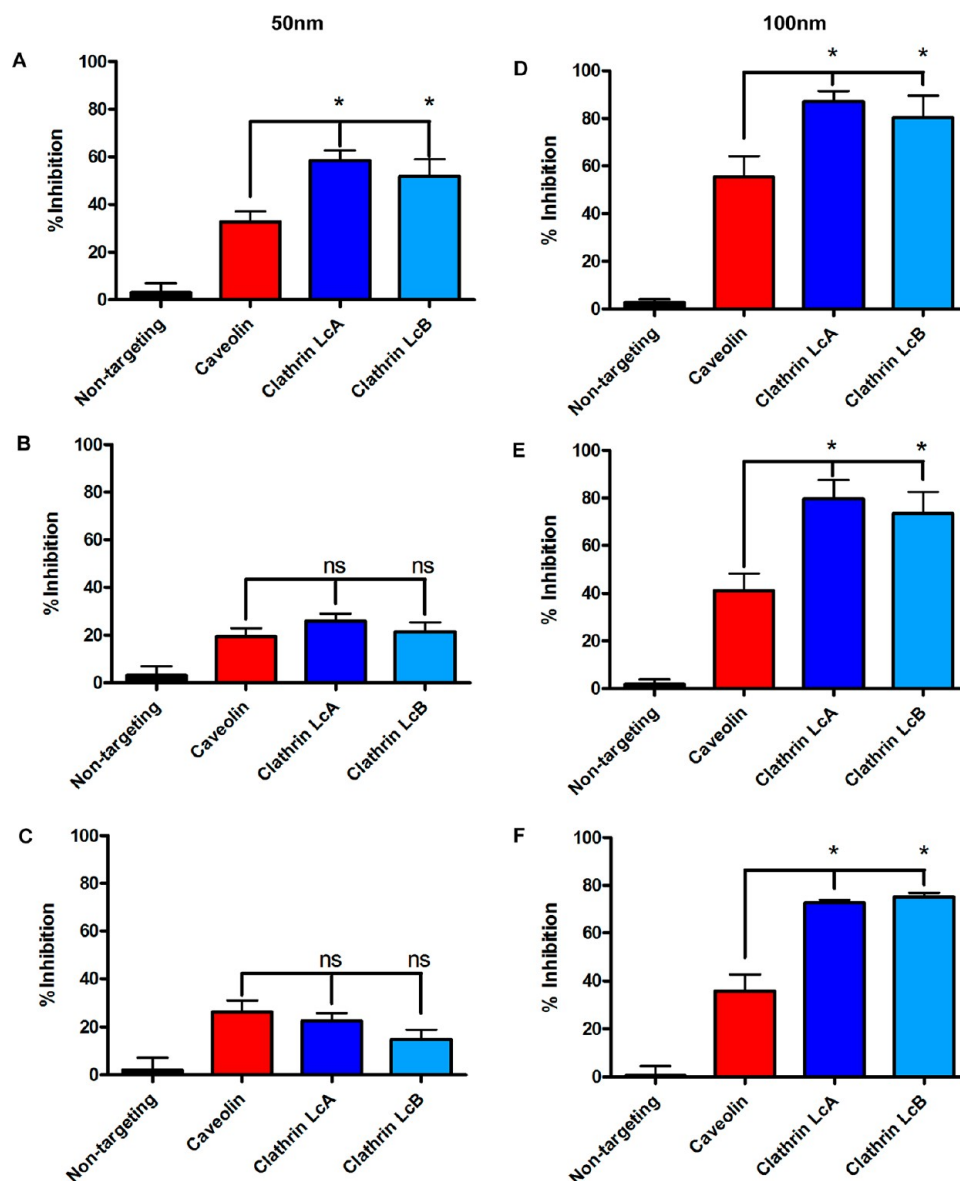 50nm
100nm
A
% Inhibition
100
80
60
40
20
0
*
*
Non-targeting
Caveolin
Clathrin LcA
Clathrin LcB
D
% Inhibition
100
80
60
40
20
0
*
*
Non-targeting
Caveolin
Clathrin LcA
Clathrin LcB
B
% Inhibition
100
80
60
40
20
0
ns
ns
Non-targeting
Caveolin
Clathrin LcA
Clathrin LcB
E
% Inhibition
100
80
60
40
20
0
*
*
Non-targeting
Caveolin
Clathrin LcA
Clathrin LcB
C
% Inhibition
100
80
60
40
20
0
ns
ns
Non-targeting
Caveolin
Clathrin LcA
Clathrin LcB
F
% Inhibition
100
80
60
40
20
0
*
*
Non-targeting
Caveolin
Clathrin LcA
Clathrin LcB